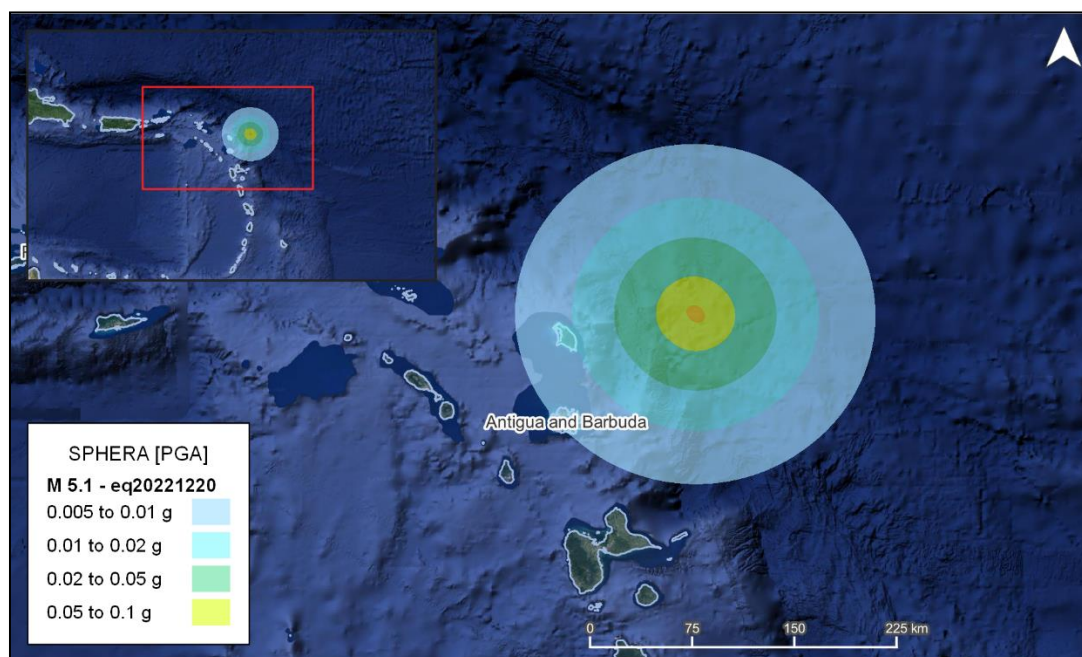 Antigua and Barbuda
SPHERA [PGA]
M 5.1 - eq20221220
0.005 to 0.01 g
0.01 to 0.02 g
0.02 to 0.05 g
0.05 to 0.1 g
0 75 150 225 km